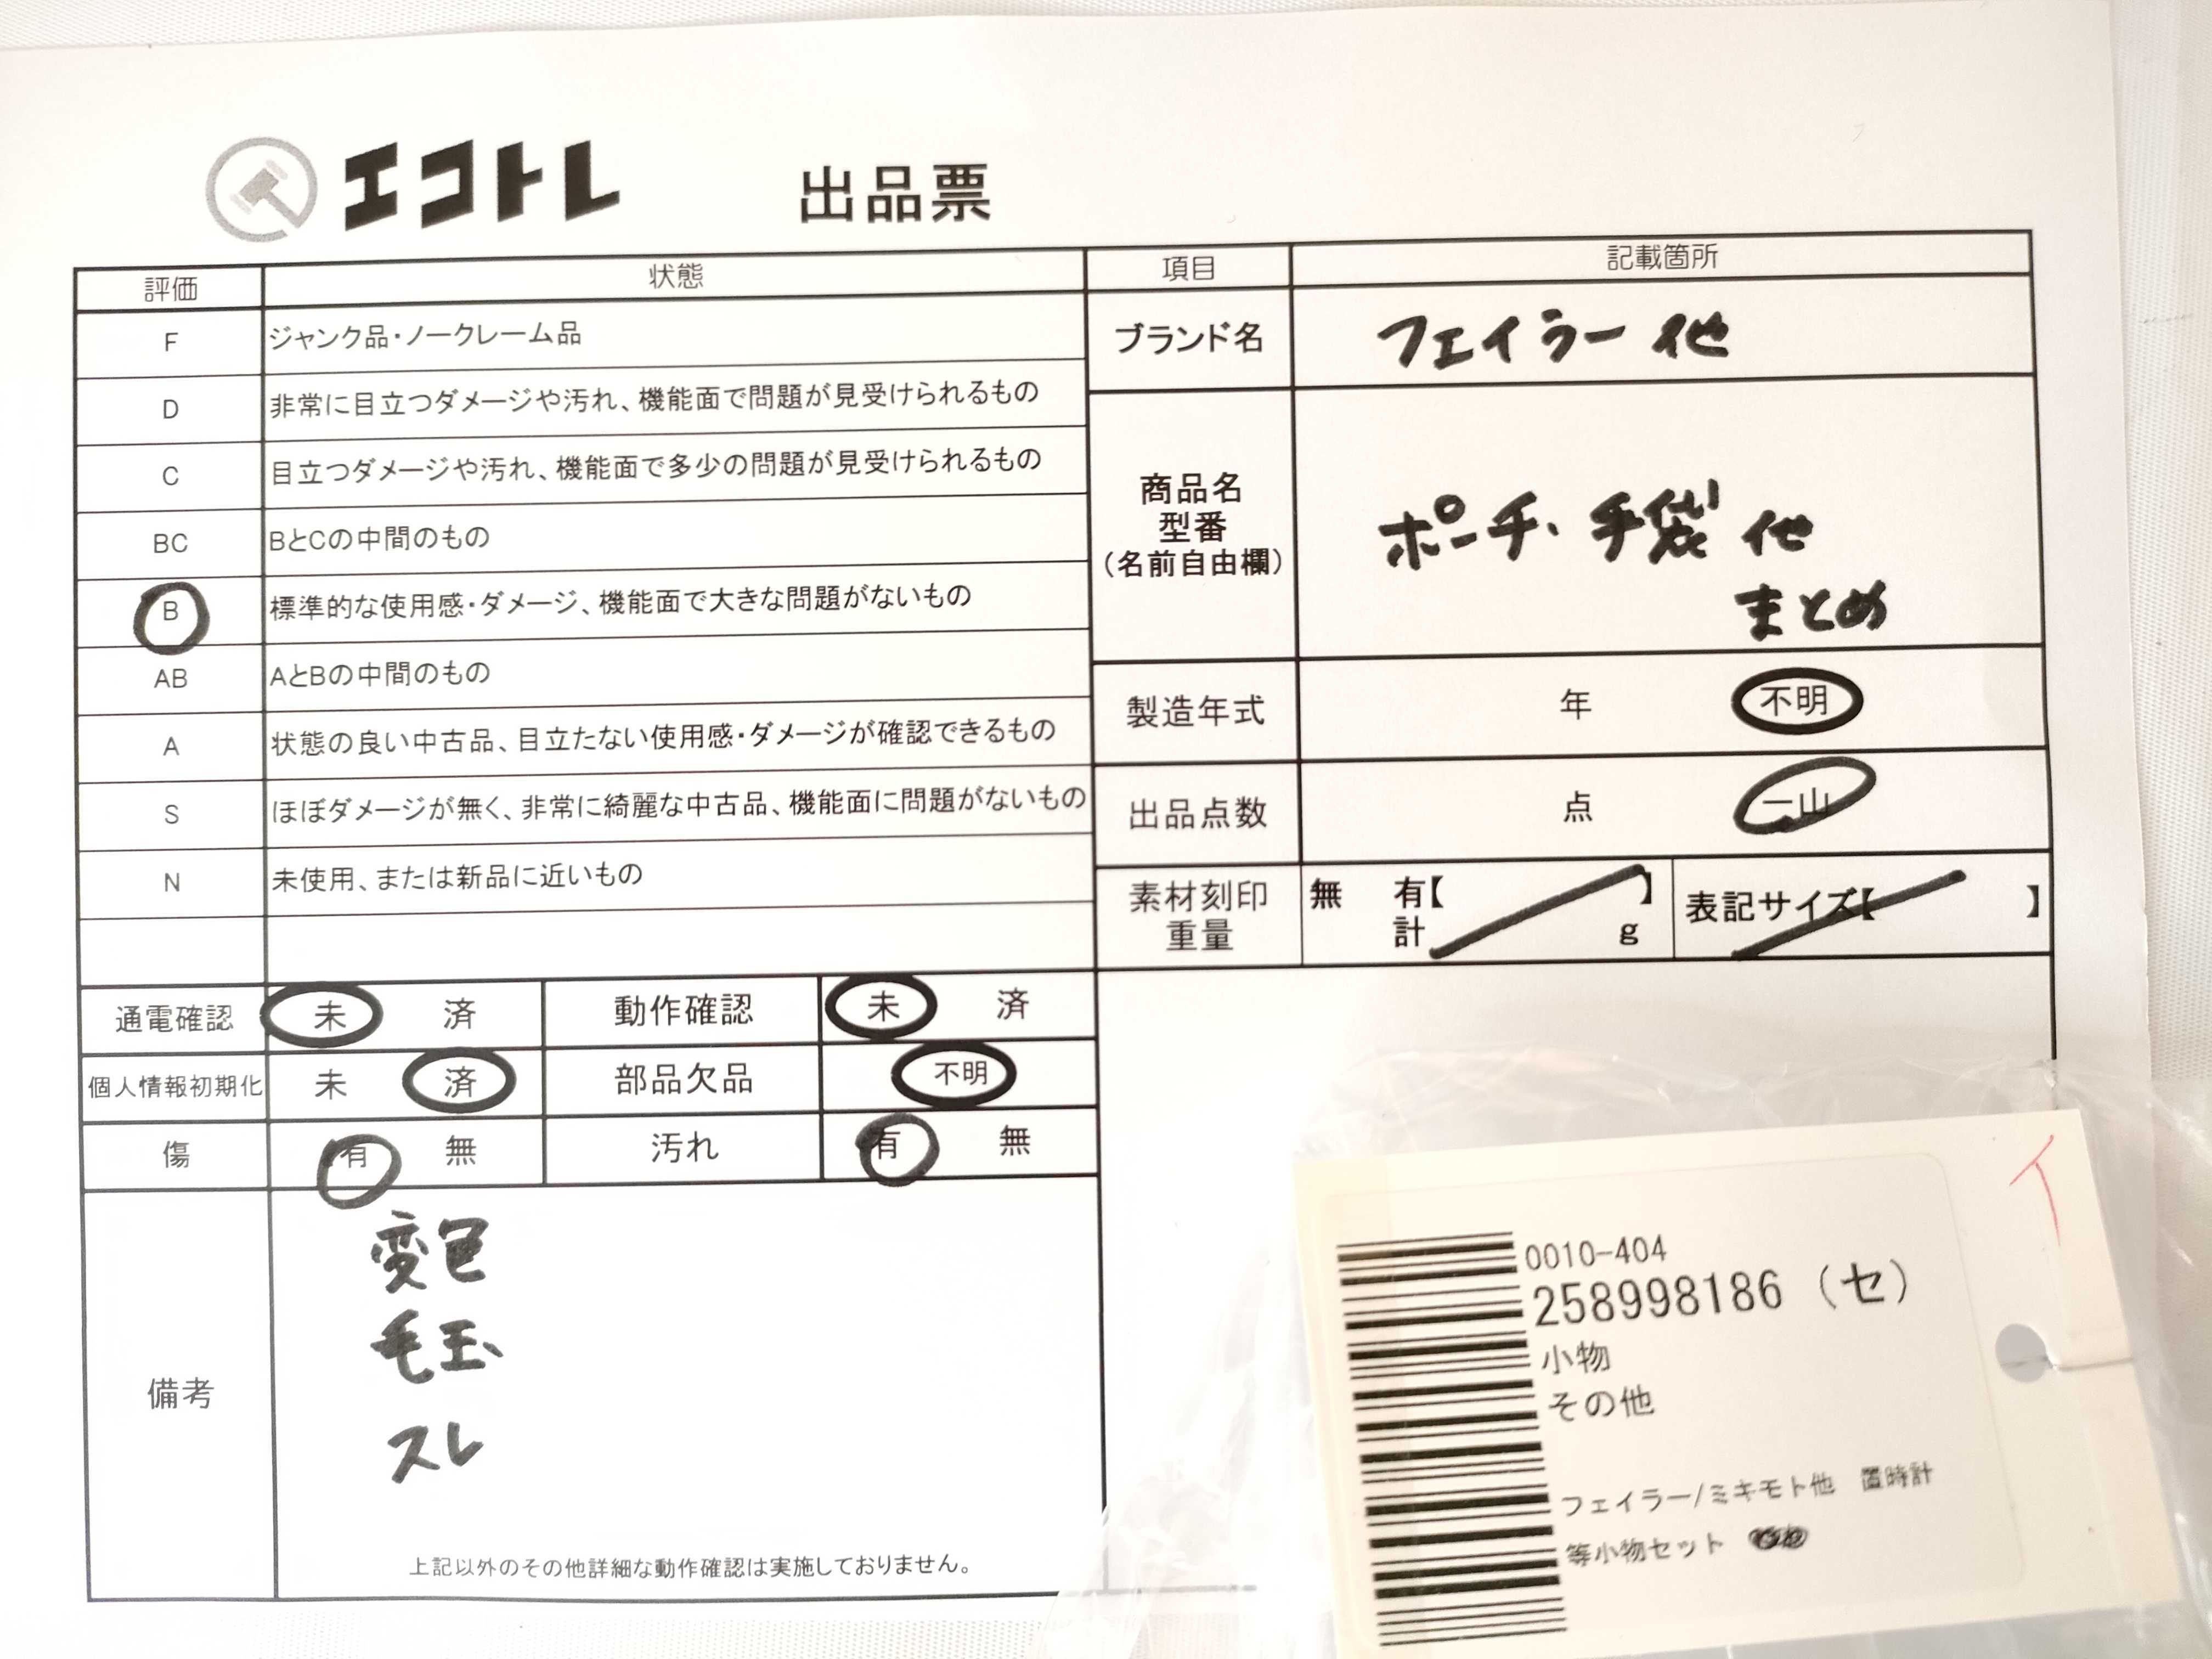 エコトレ 出品票
評価 状態
F ジャンク品・ノークレーム品
D 非常に目立つダメージや汚れ、機能面で問題が見受けられるもの
C 目立つダメージや汚れ、機能面で多少の問題が見受けられるもの
BC BとCの中間のもの
B 標準的な使用感・ダメージ、機能面で大きな問題がないもの
AB AとBの中間のもの
A 状態の良い中古品、目立たない使用感・ダメージが確認できるもの
S ほぼダメージが無く、非常に綺麗な中古品、機能面に問題がないもの
N 未使用、または新品に近いもの
項目 記載箇所
ブランド名 フェイラー 他
商品名
型番
(名前自由欄)
ポーチ、手袋 他
まとめ
製造年式 年 不明
出品点数 点 一山
素材刻印
重量
無 有【 】
計 g
表記サイズ【 】
通電確認 未 済 動作確認 未 済
個人情報初期化 未 済 部品欠品 不明
傷 有 無 汚れ 有 無
備考
変色
毛玉、
スレ
上記以外のその他詳細な動作確認は実施しておりません。
イ
0010-404
258998186（セ）
小物
その他
フェイラー/ミキモト他 置時計
等小物セット